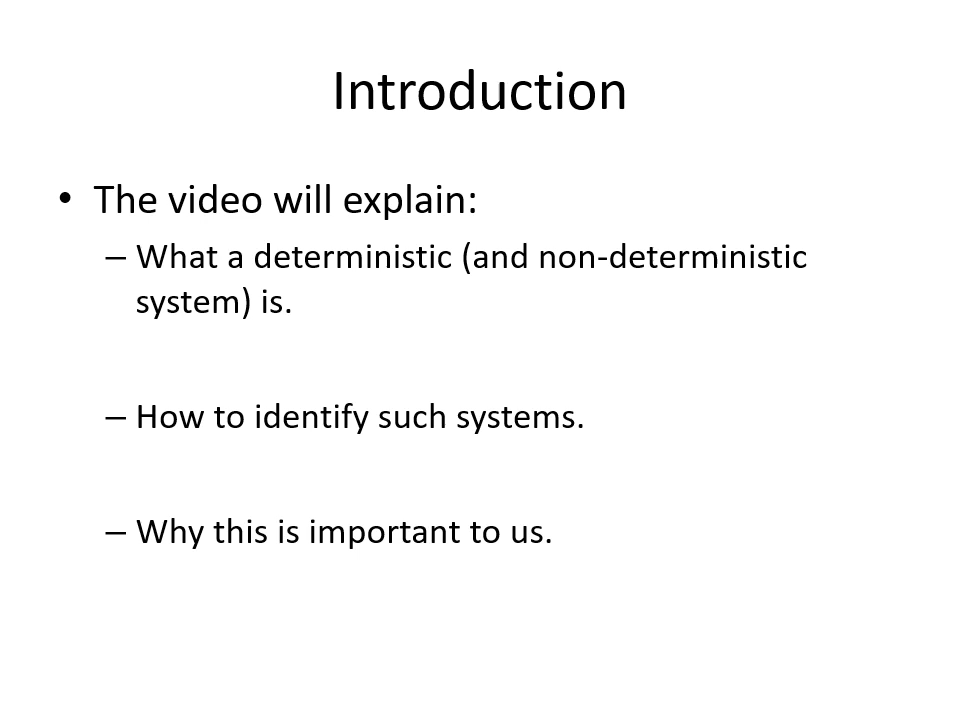 Introduction
• The video will explain:
– What a deterministic (and non-deterministic
system) is.
– How to identify such systems.
– Why this is important to us.